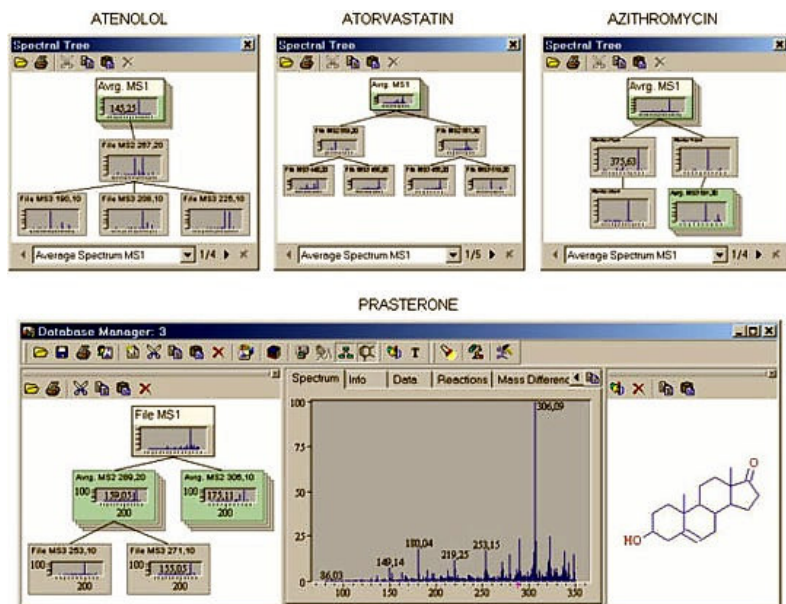 ATENOLOL
Spectral Tree
Avrg. MS1
145,25
File MS2 267,20
File MS3 190,10
File MS3 208,10
File MS3 225,10
Average Spectrum MS1
1/4
ATORVASTATIN
Spectral Tree
Avrg. MS1
Average Spectrum MS1
1/5
AZITHROMYCIN
Spectral Tree
Avrg. MS1
375,63
Average Spectrum MS1
1/4
PRASTERONE
Database Manager: 3
T
File MS1
Avrg. MS2 289,20
100
159,05
200
Avrg. MS2 306,10
100
175,11
200
File MS3 253,10
File MS3 271,10
100
155,05
200
Spectrum Info Data Reactions Mass Differenc
100
306,09
75
50
25
180,04
253,15
219,25
149,14
86,03
0
100 150 200 250 300 350
O
HO